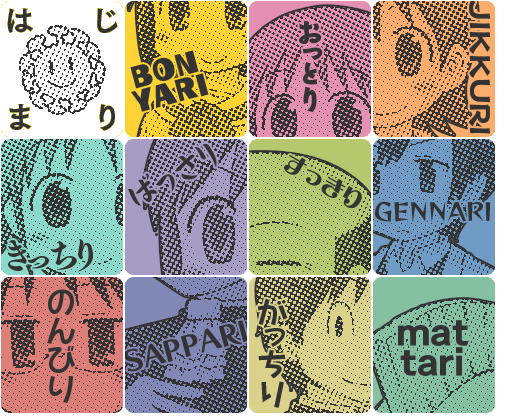 はじ
まり
BON
YARI
おっとり
JIKKURI
きっちり
ばっさり
すっきり
GENNARI
のんびり
SAPPARI
がっちり
mat
tari